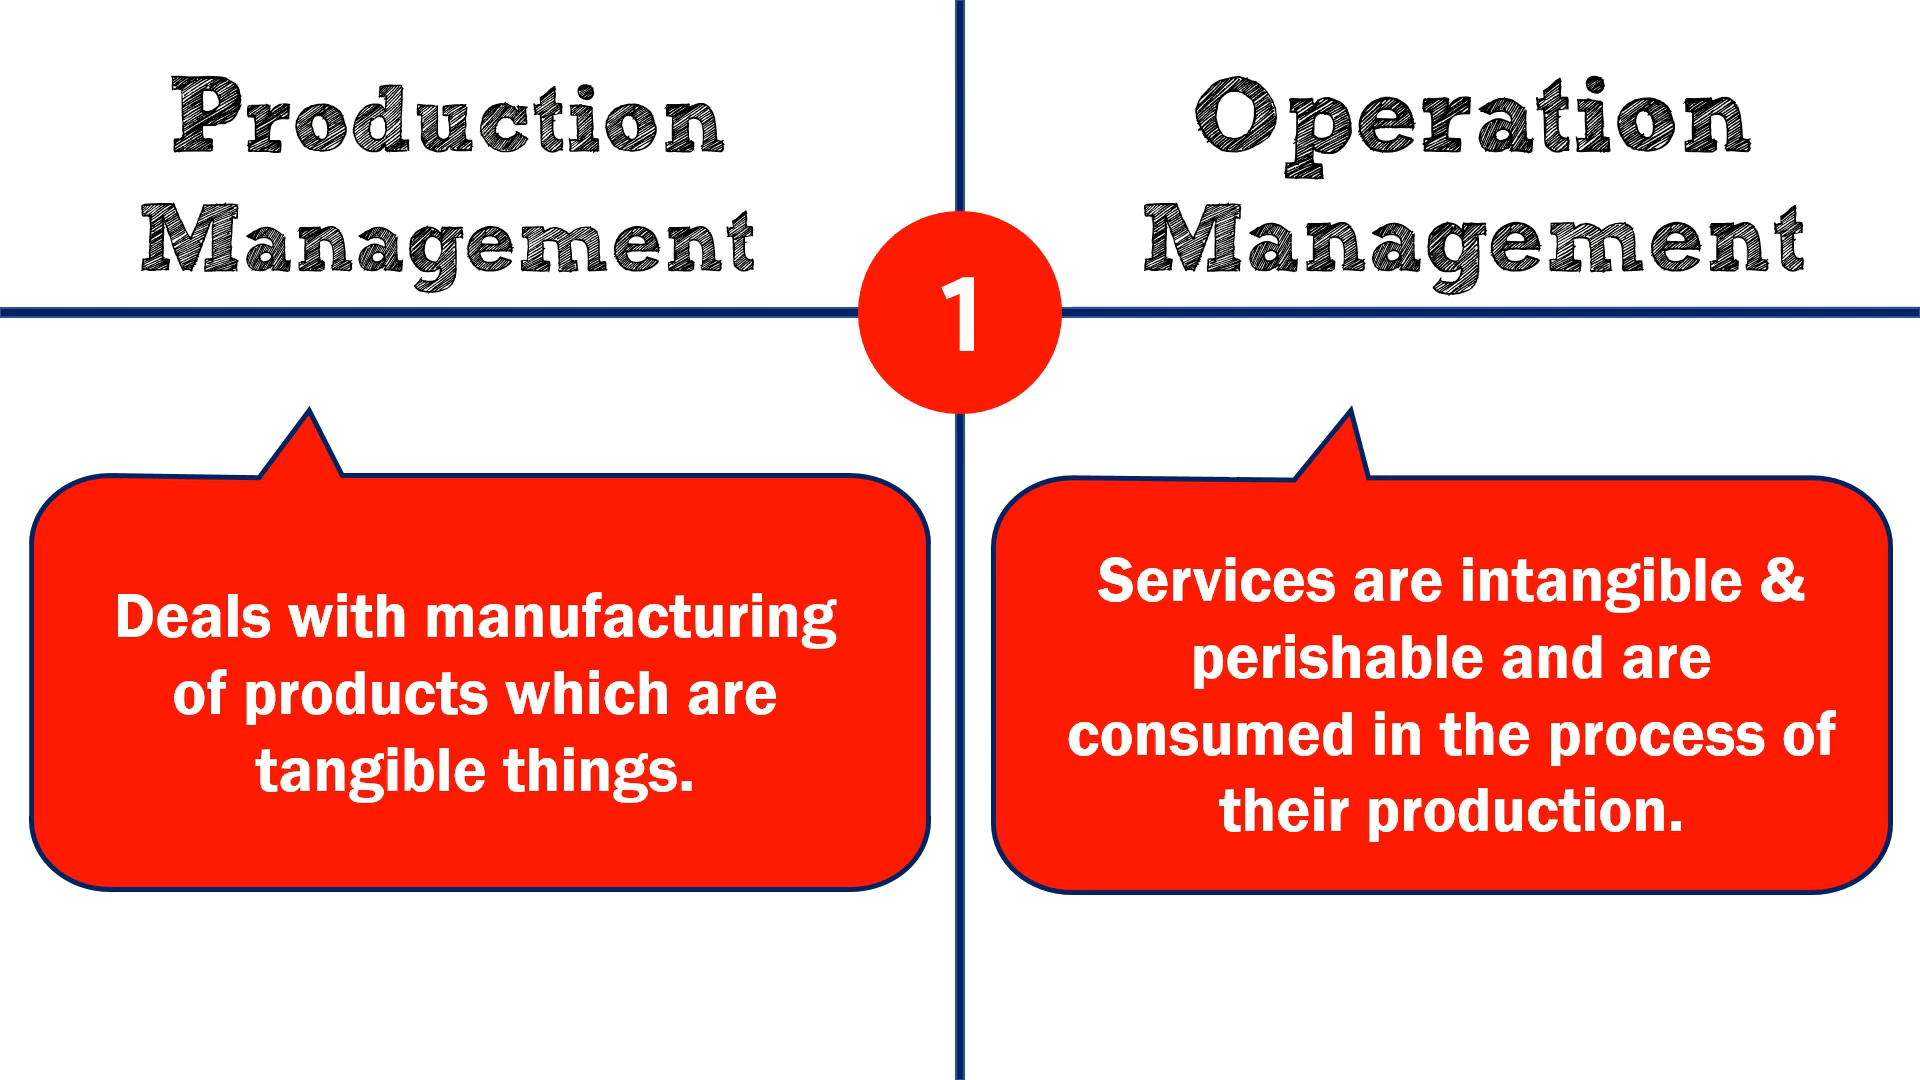 Production
Management
Operation
Management
1
Deals with manufacturing
of products which are
tangible things.
Services are intangible &
perishable and are
consumed in the process of
their production.